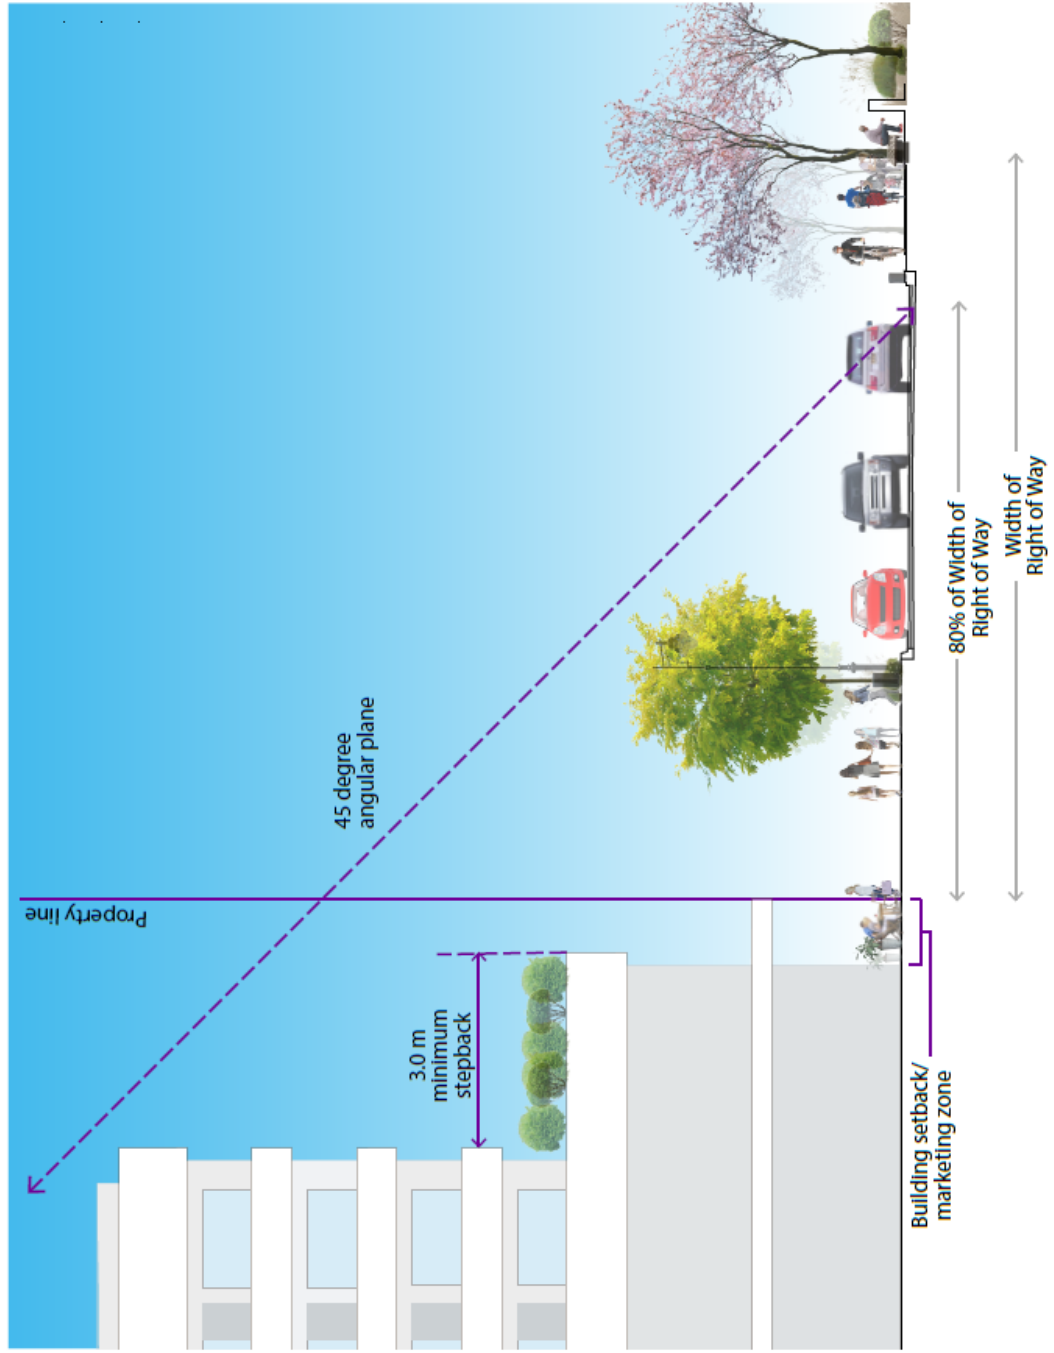 Property line
45 degree
angular plane
3.0 m
minimum
stepback
Building setback/
marketing zone
80% of Width of
Right of Way
Width of
Right of Way